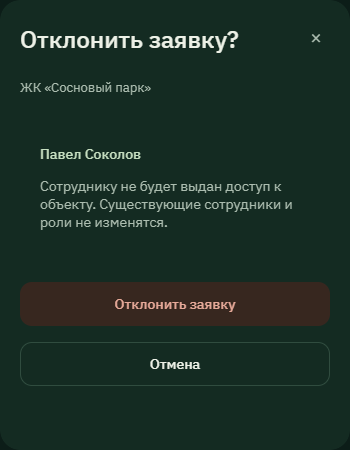 Отклонить заявку?
×
ЖК «Сосновый парк»
Павел Соколов
Сотруднику не будет выдан доступ к
объекту. Существующие сотрудники и
роли не изменятся.
Отклонить заявку
Отмена